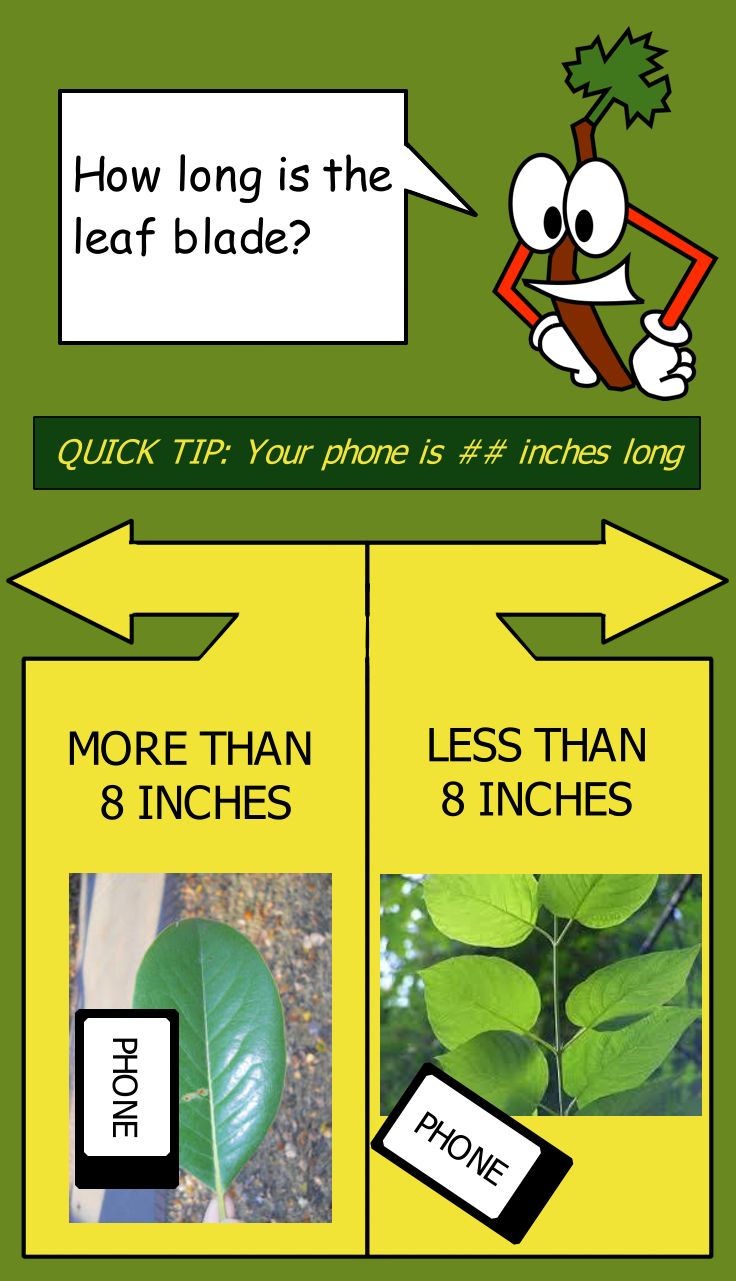 How long is the
leaf blade?
QUICK TIP: Your phone is ## inches long
MORE THAN
8 INCHES
LESS THAN
8 INCHES
PHONE
PHONE